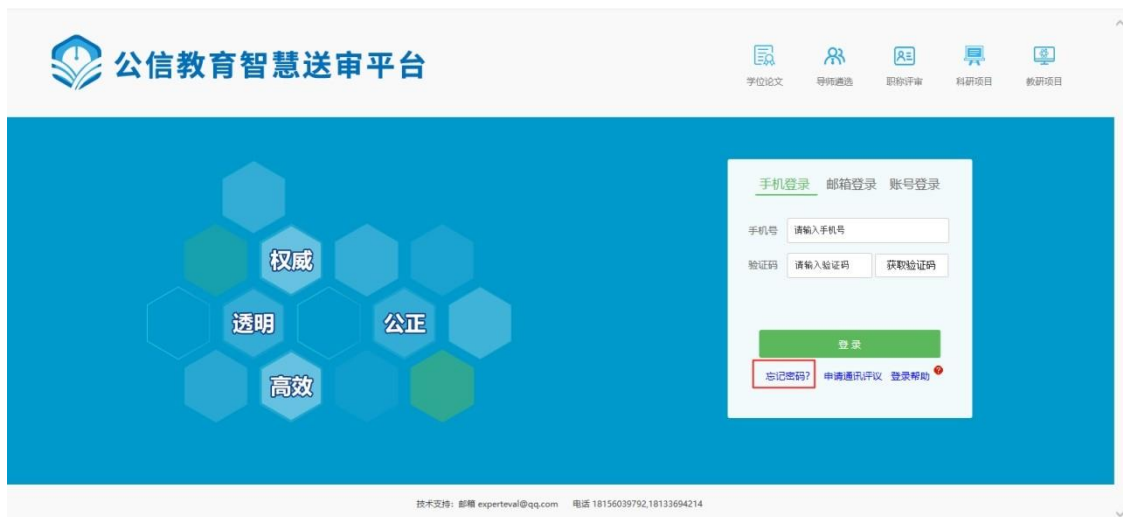 公信教育智慧送审平台
学位论文 导师遴选 职称评审 科研项目 教研项目
手机登录 邮箱登录 账号登录
手机号 请输入手机号
验证码 请输入验证码 获取验证码
登录
忘记密码? 申请通讯评议 登录帮助
权威
透明 公正
高效
技术支持：邮箱 experteval@qq.com 电话 18156039792,18133694214